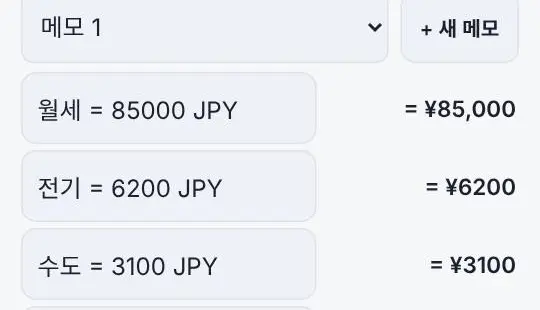 메모 1
+ 새 메모
월세 = 85000 JPY
= ¥85,000
전기 = 6200 JPY
= ¥6200
수도 = 3100 JPY
= ¥3100